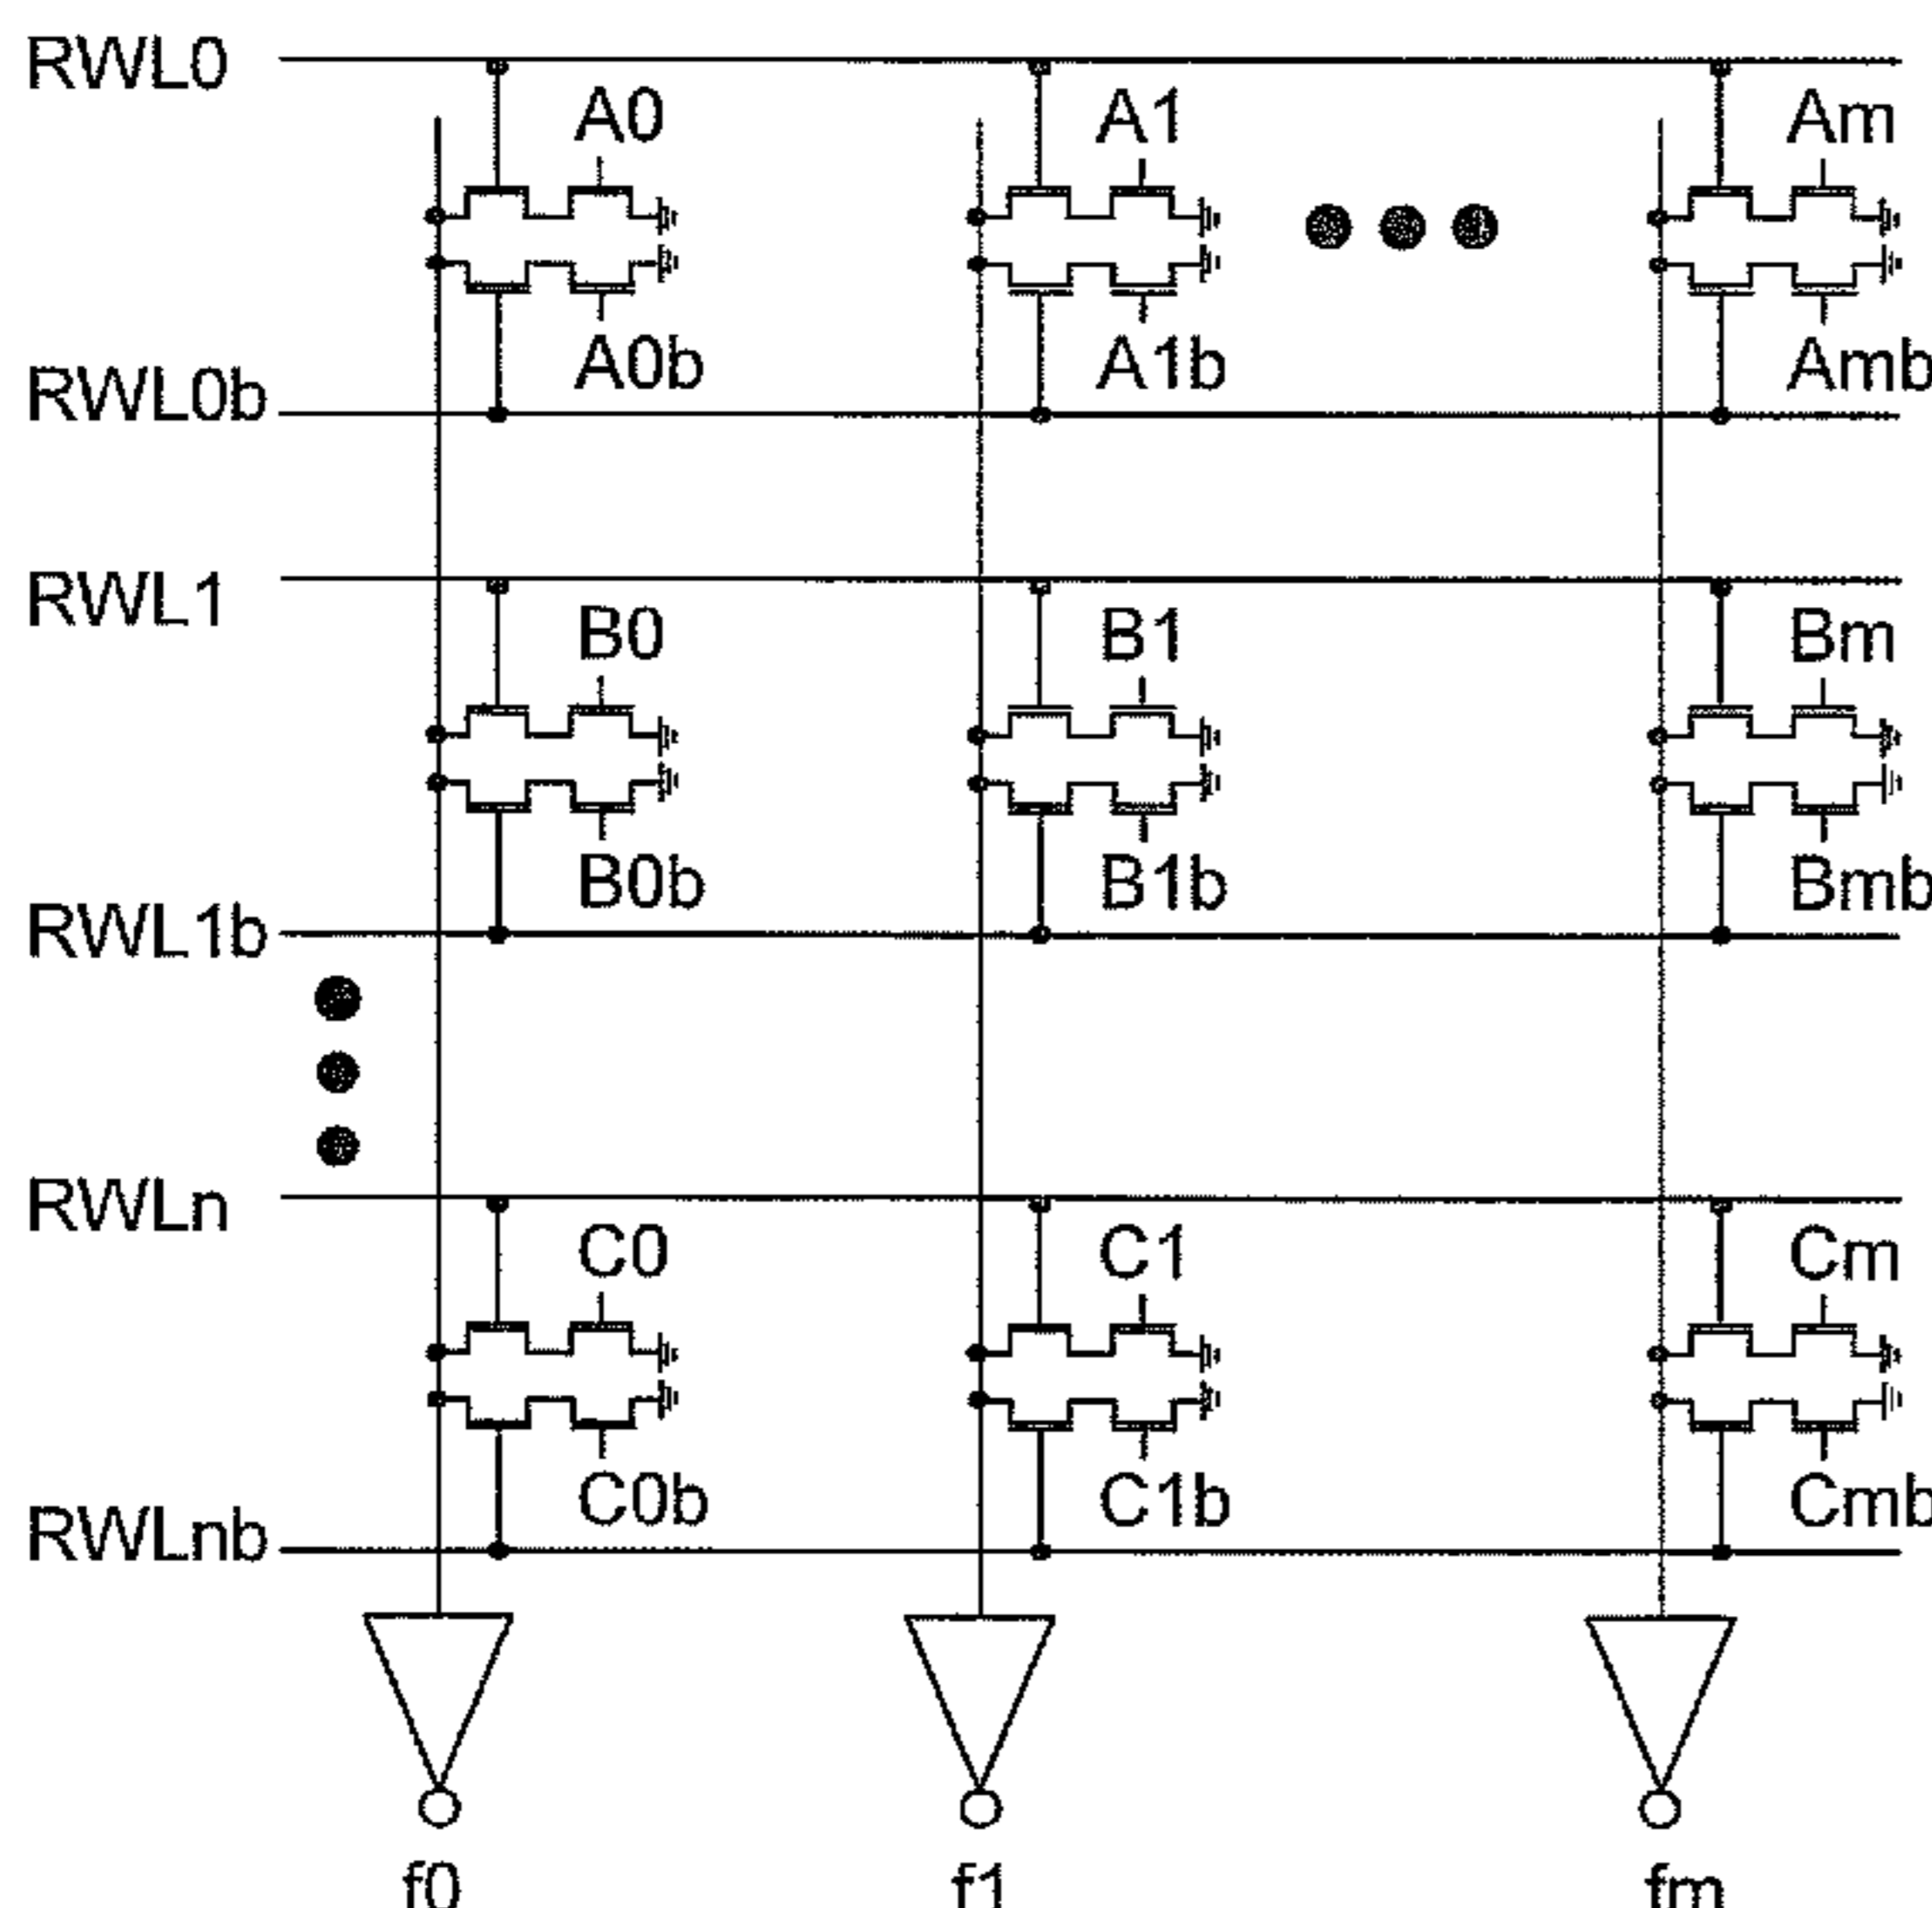 RWL0
A0 A1 Am
A0b A1b Amb
RWL0b
RWL1
B0 B1 Bm
B0b B1b Bmb
RWL1b
RWLn
C0 C1 Cm
C0b C1b Cmb
RWLnb
f0 f1 fm